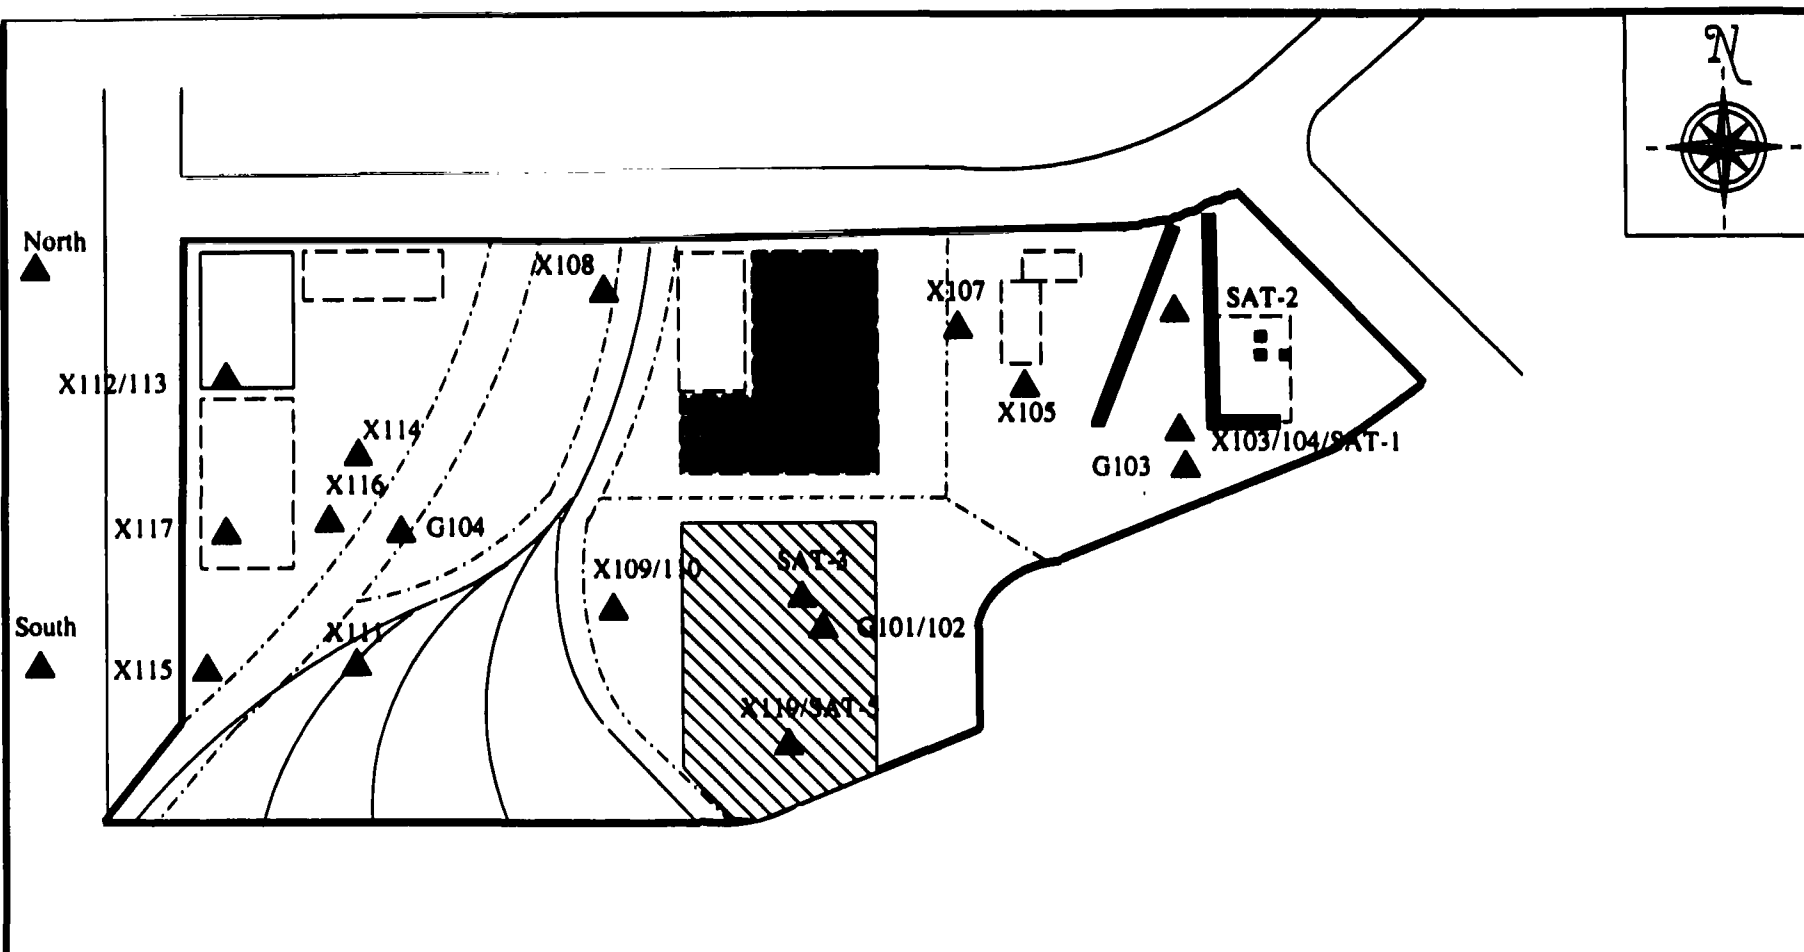 N
North
X108
X107
SAT-2
X112/113
X105
X114
X103/104/SAT-1
G103
X116
X117
G104
SAT-3
X109/110
South
X111
G101/102
X115
X119/SAT-5